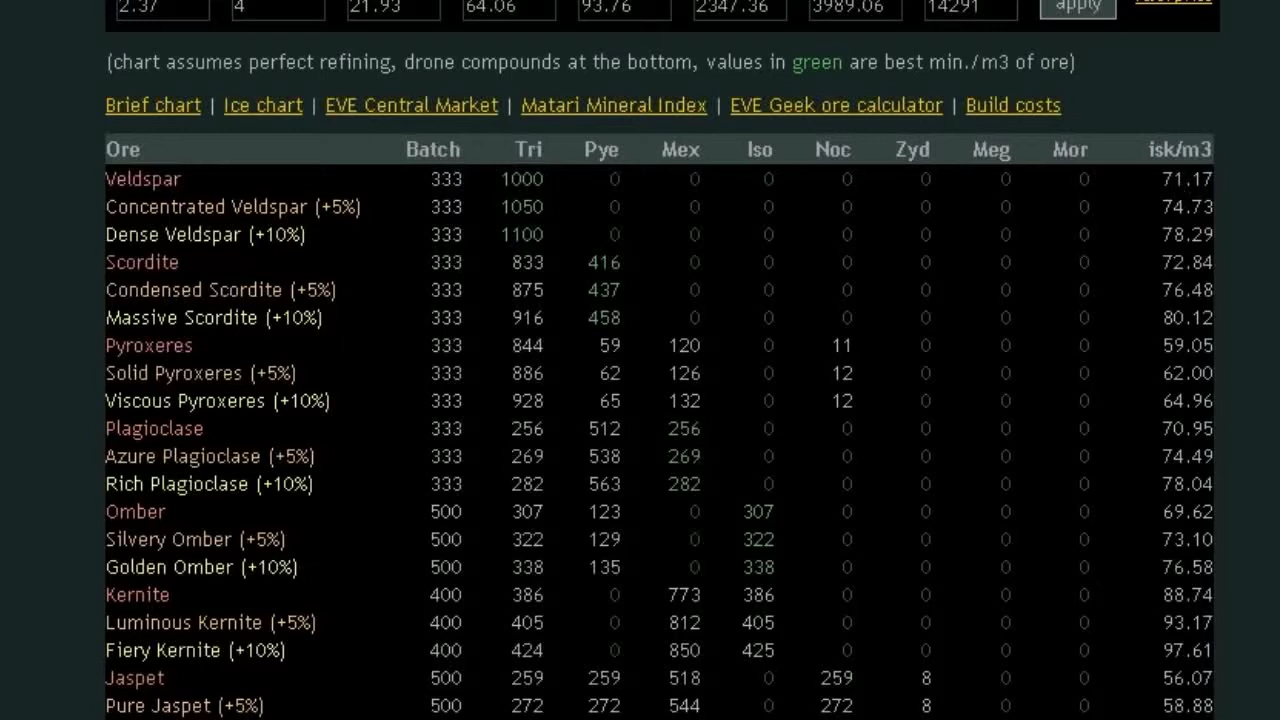 2.37 4 21.93 64.06 93.76 2347.36 3989.06 14291 apply
(chart assumes perfect refining, drone compounds at the bottom, values in green are best min./m3 of ore)
Brief chart | Ice chart | EVE Central Market | Matari Mineral Index | EVE Geek ore calculator | Build costs
Ore Batch Tri Pye Mex Iso Noc Zyd Meg Mor isk/m3
Veldspar 333 1000 0 0 0 0 0 0 0 71.17
Concentrated Veldspar (+5%) 333 1050 0 0 0 0 0 0 0 74.73
Dense Veldspar (+10%) 333 1100 0 0 0 0 0 0 0 78.29
Scordite 333 833 416 0 0 0 0 0 0 72.84
Condensed Scordite (+5%) 333 875 437 0 0 0 0 0 0 76.48
Massive Scordite (+10%) 333 916 458 0 0 0 0 0 0 80.12
Pyroxeres 333 844 59 120 0 11 0 0 0 59.05
Solid Pyroxeres (+5%) 333 886 62 126 0 12 0 0 0 62.00
Viscous Pyroxeres (+10%) 333 928 65 132 0 12 0 0 0 64.96
Plagioclase 333 256 512 256 0 0 0 0 0 70.95
Azure Plagioclase (+5%) 333 269 538 269 0 0 0 0 0 74.49
Rich Plagioclase (+10%) 333 282 563 282 0 0 0 0 0 78.04
Omber 500 307 123 0 307 0 0 0 0 69.62
Silvery Omber (+5%) 500 322 129 0 322 0 0 0 0 73.10
Golden Omber (+10%) 500 338 135 0 338 0 0 0 0 76.58
Kernite 400 386 0 773 386 0 0 0 0 88.74
Luminous Kernite (+5%) 400 405 0 812 405 0 0 0 0 93.17
Fiery Kernite (+10%) 400 424 0 850 425 0 0 0 0 97.61
Jaspet 500 259 259 518 0 259 8 0 0 56.07
Pure Jaspet (+5%) 500 272 272 544 0 272 8 0 0 58.88